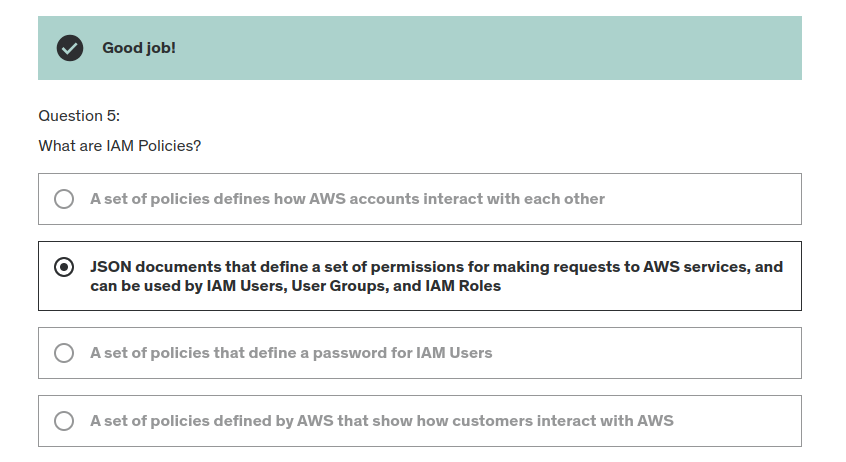 Good job!
Question 5:
What are IAM Policies?
A set of policies defines how AWS accounts interact with each other
JSON documents that define a set of permissions for making requests to AWS services, and
can be used by IAM Users, User Groups, and IAM Roles
A set of policies that define a password for IAM Users
A set of policies defined by AWS that show how customers interact with AWS